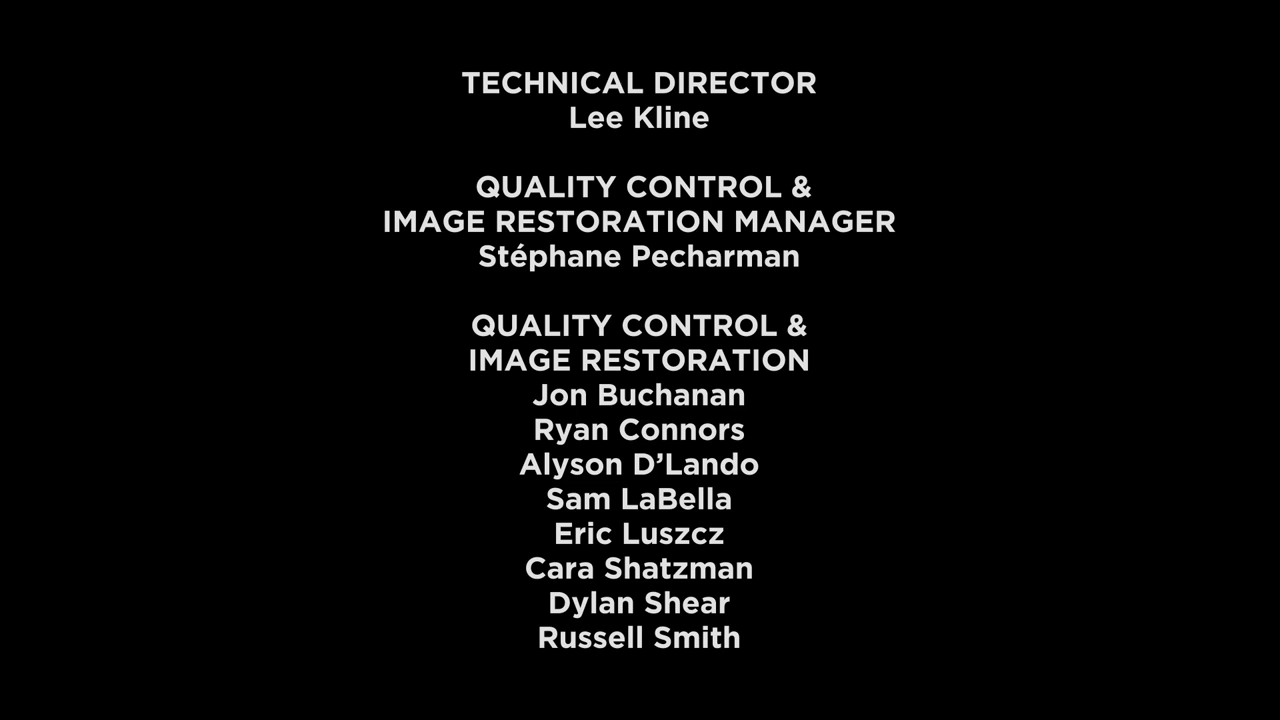 TECHNICAL DIRECTOR
Lee Kline
QUALITY CONTROL &
IMAGE RESTORATION MANAGER
Stéphane Pecharman
QUALITY CONTROL &
IMAGE RESTORATION
Jon Buchanan
Ryan Connors
Alyson D’Lando
Sam LaBella
Eric Luszcz
Cara Shatzman
Dylan Shear
Russell Smith